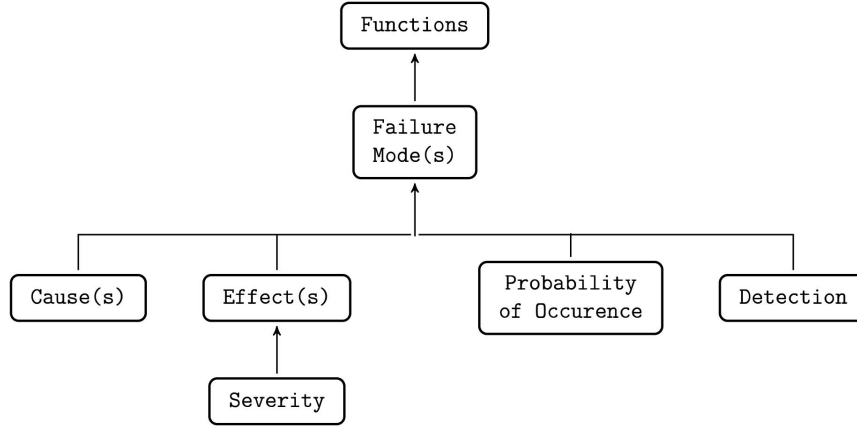 Functions
Failure
Mode(s)
Cause(s)
Effect(s)
Probability
of Occurence
Detection
Severity